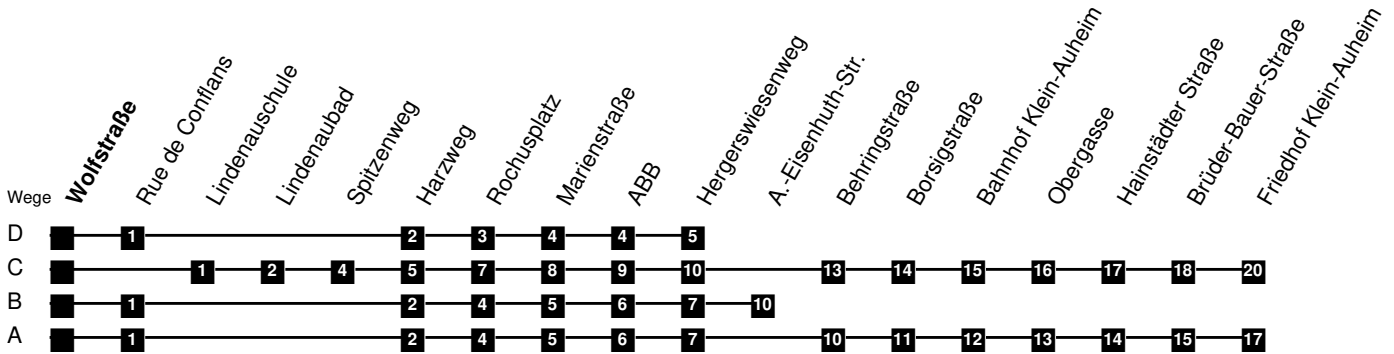 Wolfstraße
Rue de Conflans
Lindenauschule
Lindenaubad
Spitzenweg
Harzweg
Rochusplatz
Marienstraße
ABB
Hergerswiesenweg
A.-Eisenhuth-Str.
Behringstraße
Borsigstraße
Bahnhof Klein-Auheim
Obergasse
Hainstädter Straße
Brüder-Bauer-Straße
Friedhof Klein-Auheim
Wege
D 1 2 3 4 4 5
C 1 2 4 5 7 8 9 10 13 14 15 16 17 18 20
B 1 2 4 5 6 7 10
A 1 2 4 5 6 7 10 11 12 13 14 15 17